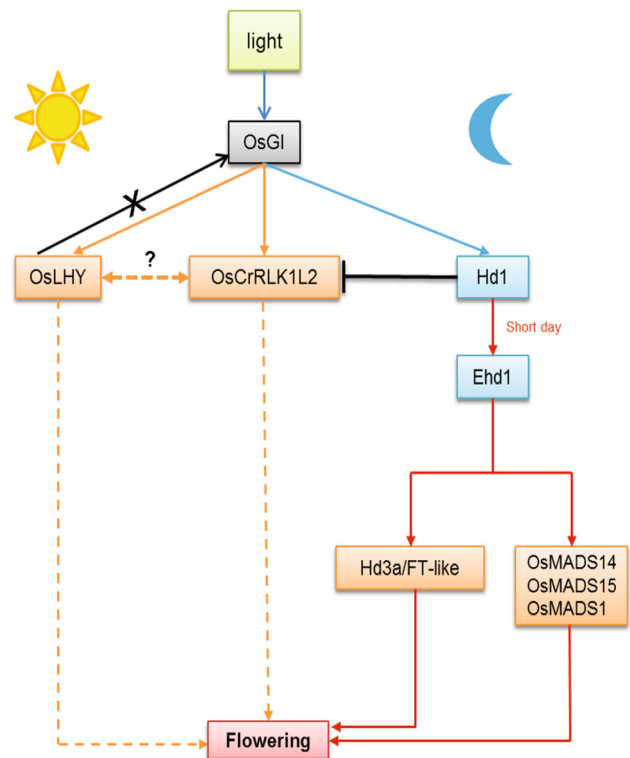 light
OsGI
?
OsLHY
OsCrRLK1L2
Hd1
Short day
Ehd1
Hd3a/FT-like
OsMADS14
OsMADS15
OsMADS1
Flowering